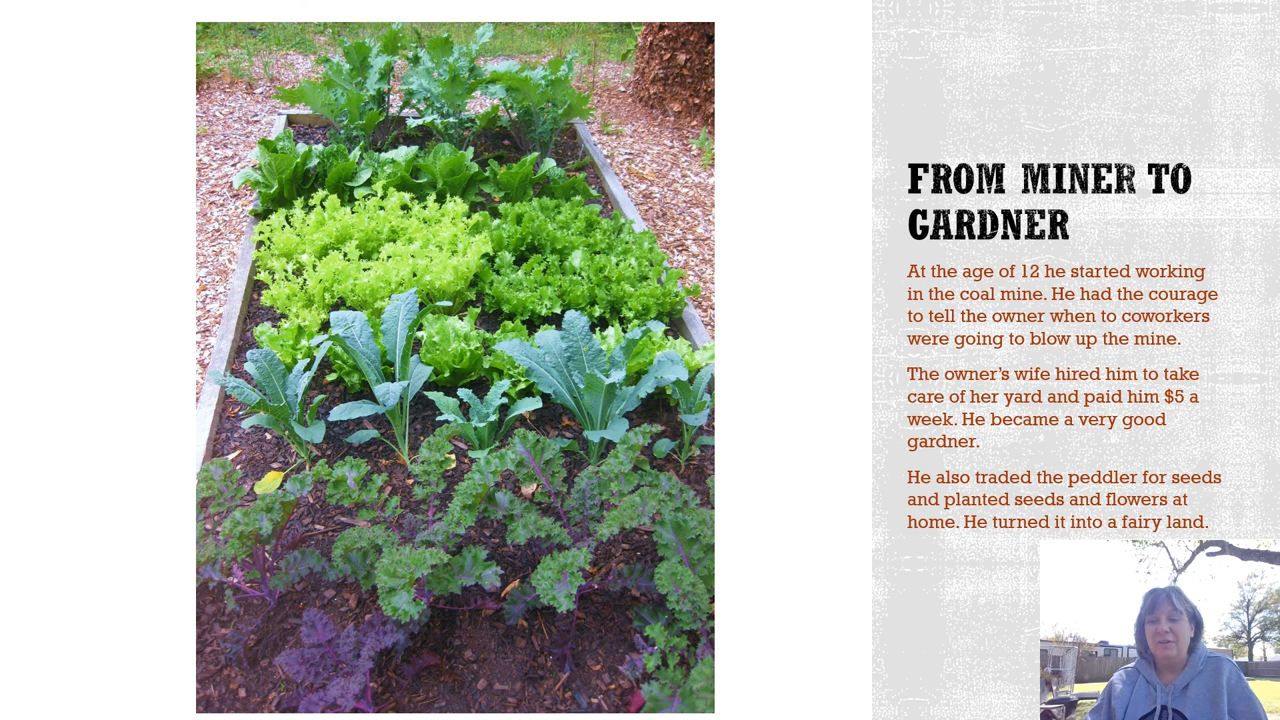 FROM MINER TO
GARDNER
At the age of 12 he started working
in the coal mine. He had the courage
to tell the owner when to coworkers
were going to blow up the mine.
The owner's wife hired him to take
care of her yard and paid him $5 a
week. He became a very good
gardner.
He also traded the peddler for seeds
and planted seeds and flowers at
home. He turned it into a fairy land.